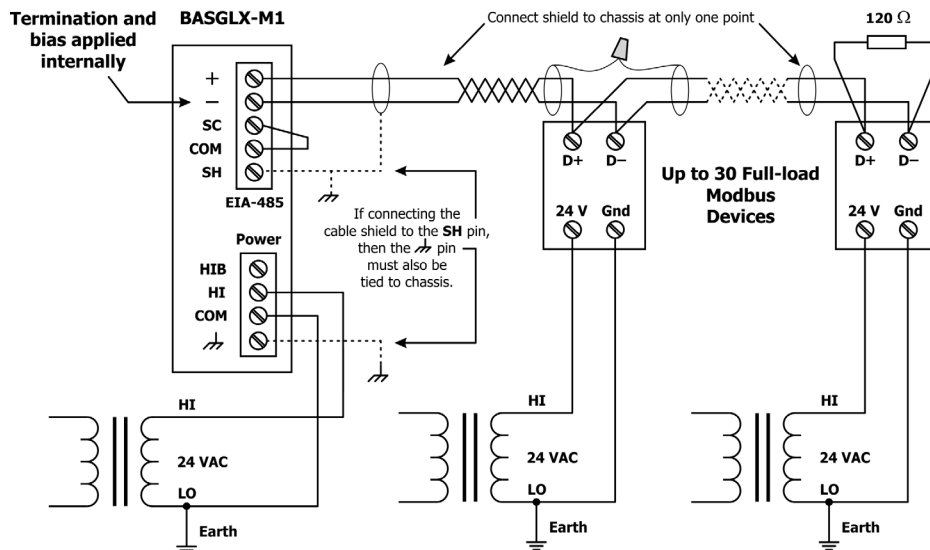 Termination and
bias applied
internally
BASGLX-M1
Connect shield to chassis at only one point
120 Ω
+
−
SC
COM
SH
EIA-485
D+
D−
D+
D−
Up to 30 Full-load
Modbus
Devices
24 V
Gnd
24 V
Gnd
If connecting the
cable shield to the SH pin,
then the pin
must also be
tied to chassis.
Power
HIB
HI
COM
HI
24 VAC
LO
Earth
HI
24 VAC
LO
Earth
HI
24 VAC
LO
Earth